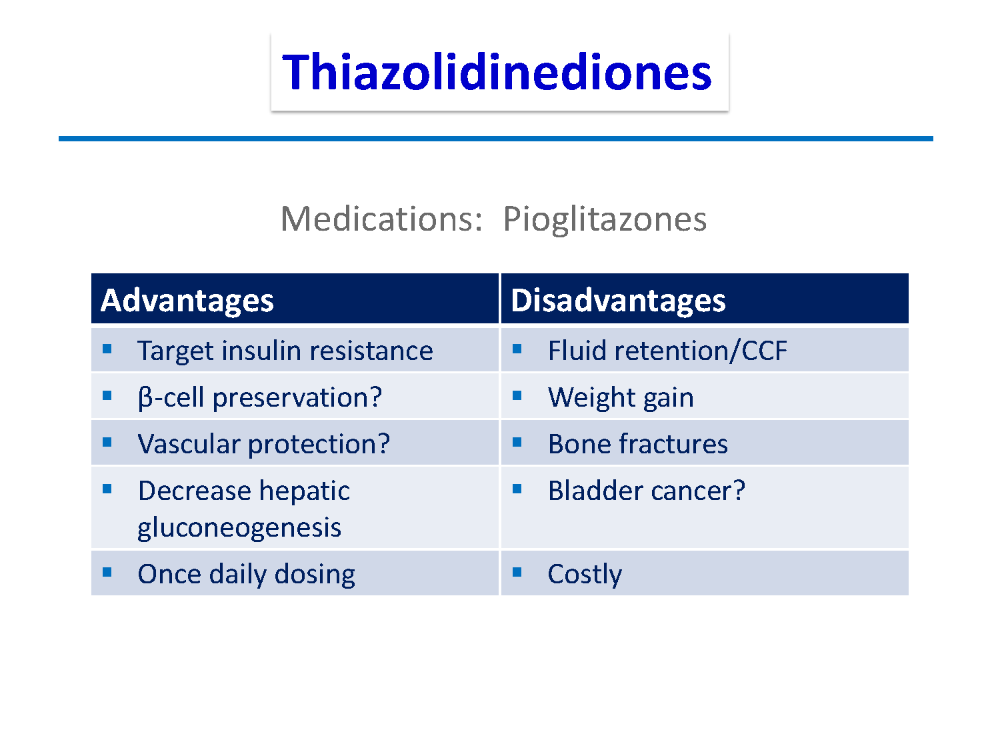 Thiazolidinediones
Medications: Pioglitazones
Advantages
Disadvantages
▪ Target insulin resistance
▪ Fluid retention/CCF
▪ β-cell preservation?
▪ Weight gain
▪ Vascular protection?
▪ Bone fractures
▪ Decrease hepatic
gluconeogenesis
▪ Bladder cancer?
▪ Once daily dosing
▪ Costly